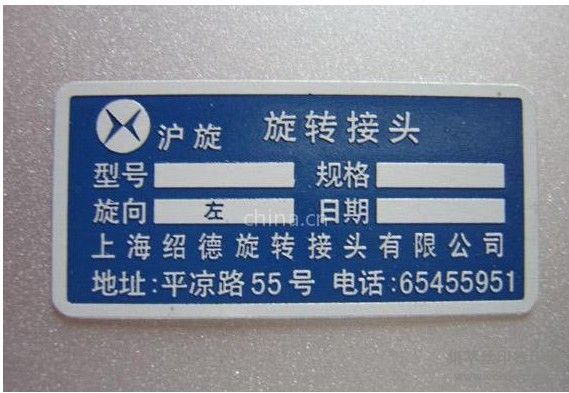 沪旋 旋转接头
型号 规格
旋向 左 日期
上海绍德旋转接头有限公司
地址:平凉路55号 电话:65455951
china.cn